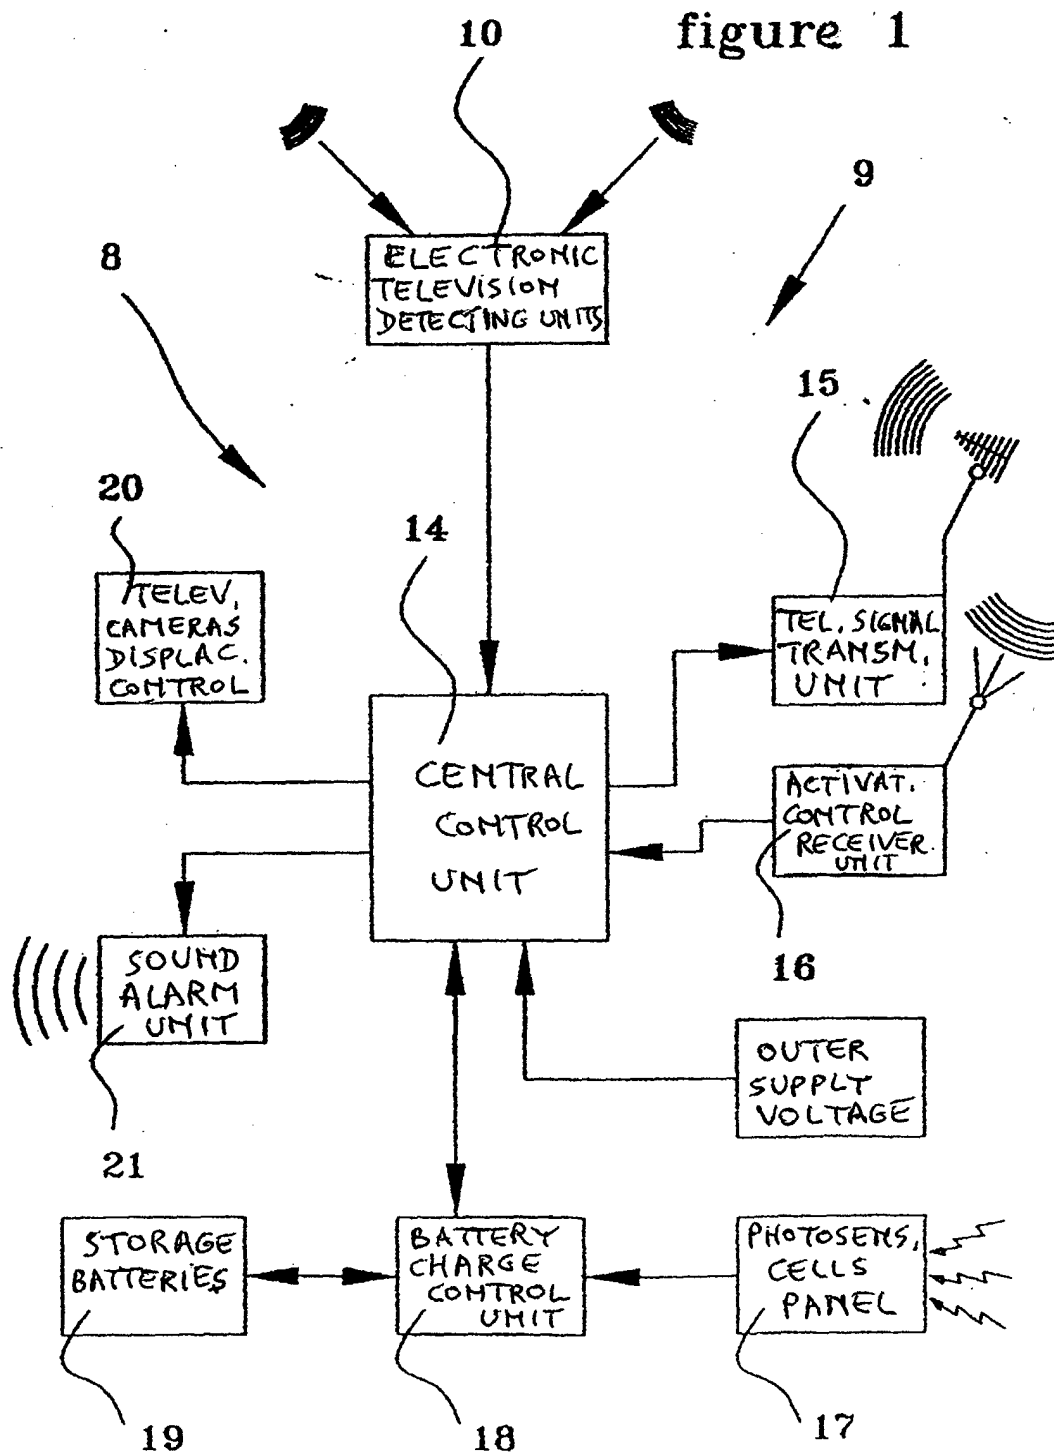 figure 1
10
9
8
ELECTRONIC
TELEVISION
DETECTING UNITS
15
20
14
TELEV.
CAMERAS
DISPLAC.
CONTROL
TEL. SIGNAL
TRANSM.
UNIT
CENTRAL
CONTROL
UNIT
ACTIVAT.
CONTROL
RECEIVER
UNIT
16
SOUND
ALARM
UNIT
21
OUTER
SUPPLY
VOLTAGE
STORAGE
BATTERIES
BATTERY
CHARGE
CONTROL
UNIT
PHOTOSENS.
CELLS
PANEL
19
18
17